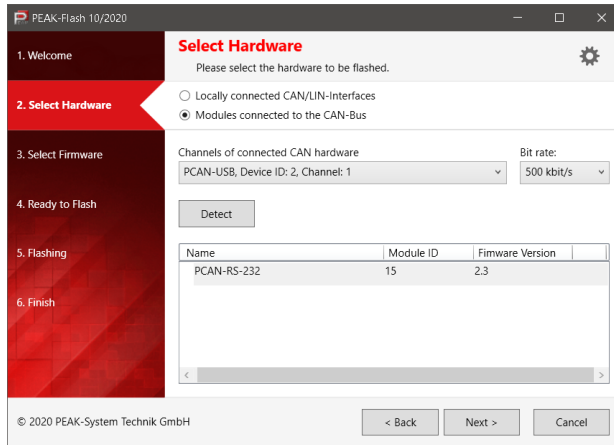 PEAK-Flash 10/2020
1. Welcome
2. Select Hardware
3. Select Firmware
4. Ready to Flash
5. Flashing
6. Finish
Select Hardware
Please select the hardware to be flashed.
Locally connected CAN/LIN-Interfaces
Modules connected to the CAN-Bus
Channels of connected CAN hardware
Bit rate:
PCAN-USB, Device ID: 2, Channel: 1
500 kbit/s
Detect
Name Module ID Fimware Version
PCAN-RS-232 15 2.3
© 2020 PEAK-System Technik GmbH
< Back Next > Cancel